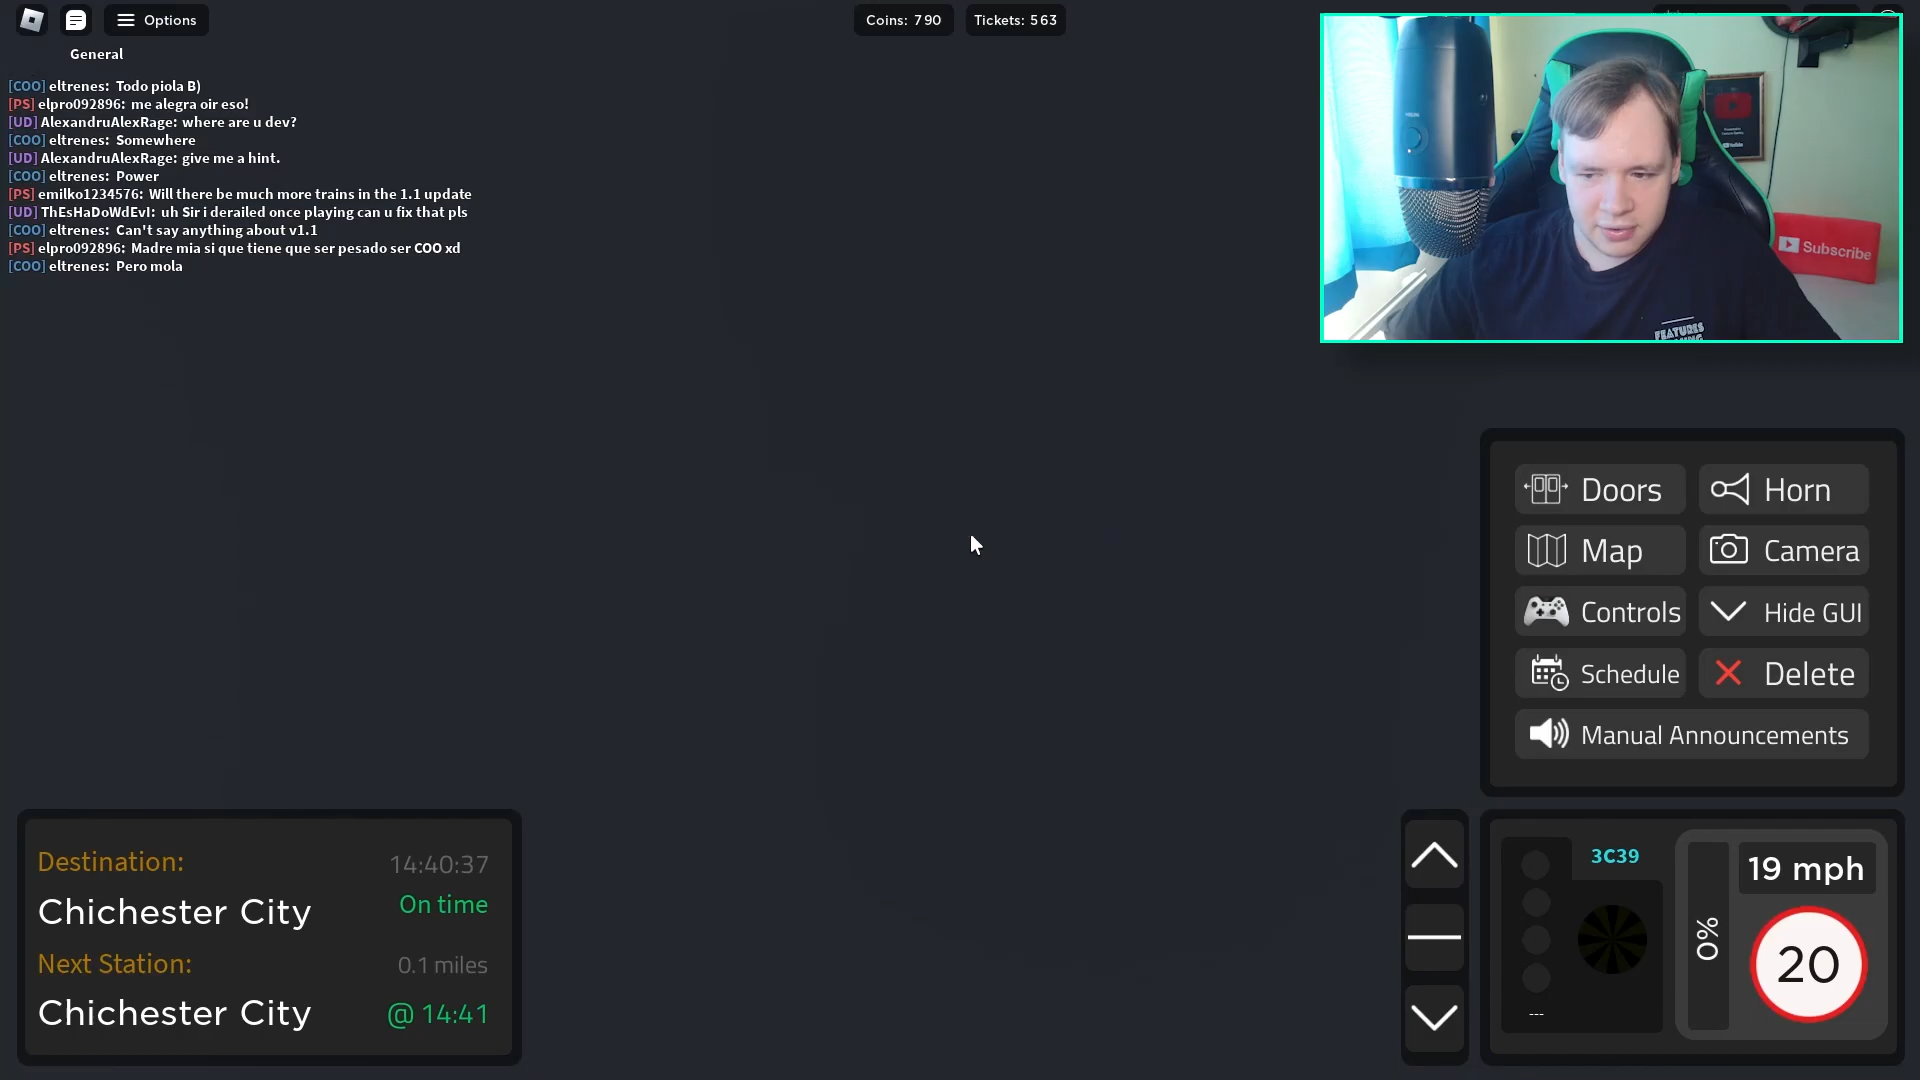 Options
Coins: 790
Tickets: 563
General
[COO] eltrenes: Todo piola B)
[PS] elpro092896: me alegra oir eso!
[UD] AlexandruAlexRage: where are u dev?
[COO] eltrenes: Somewhere
[UD] AlexandruAlexRage: give me a hint.
[COO] eltrenes: Power
[PS] emilko1234576: Will there be much more trains in the 1.1 update
[UD] ThEsHaDoWdEvI: uh Sir i derailed once playing can u fix that pls
[COO] eltrenes: Can't say anything about v1.1
[PS] elpro092896: Madre mia si que tiene que ser pesado ser COO xd
[COO] eltrenes: Pero mola
YouTube
Subscribe
FEATURES
Doors
Horn
Map
Camera
Controls
Hide GUI
Schedule
Delete
Manual Announcements
Destination:
14:40:37
Chichester City
On time
Next Station:
0.1 miles
Chichester City
@ 14:41
3C39
---
0%
19 mph
20